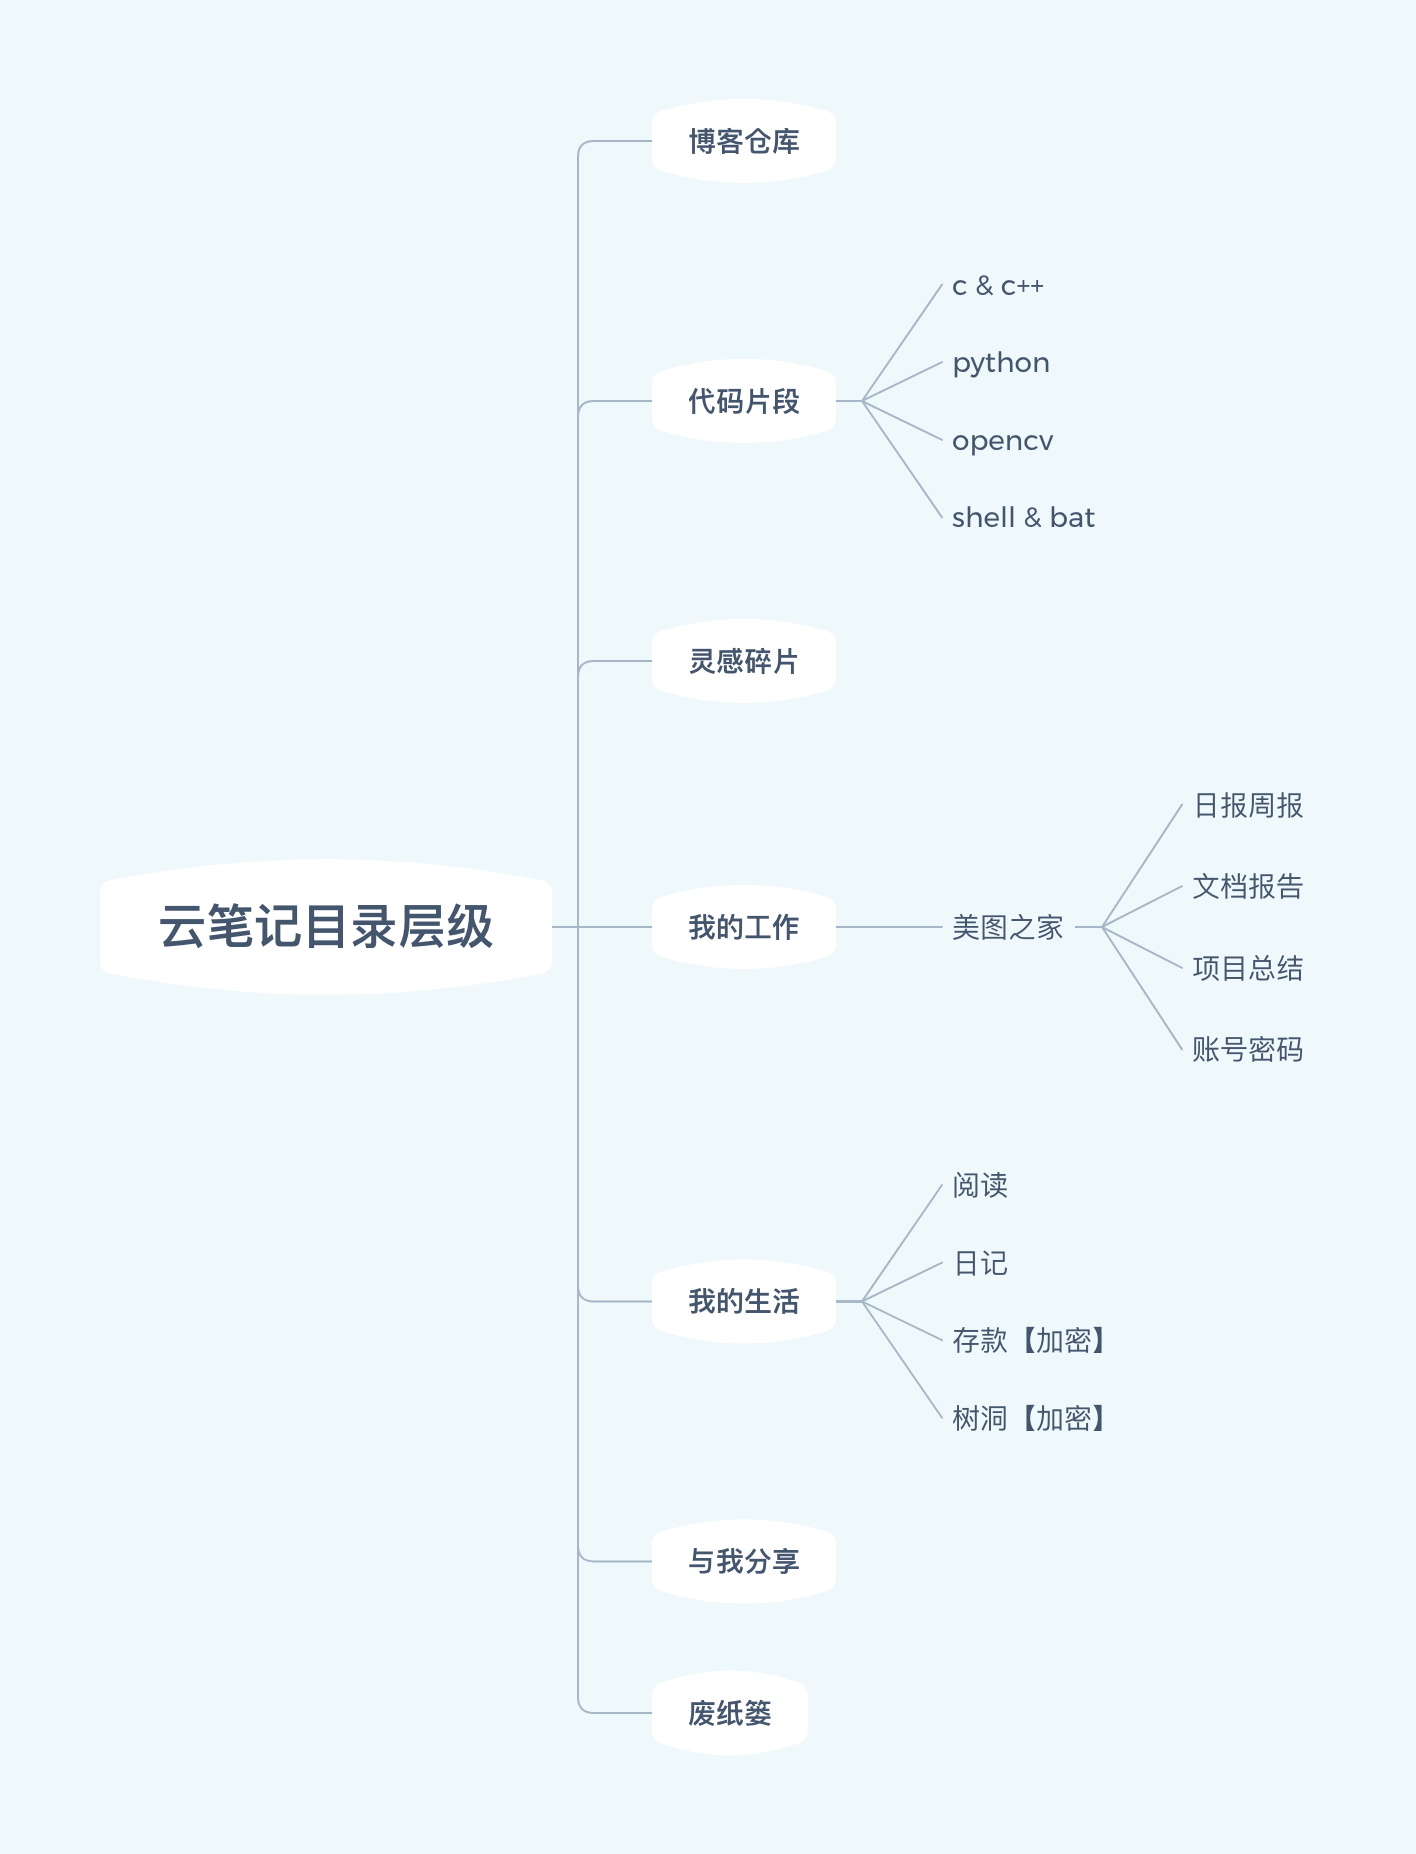 云笔记目录层级
博客仓库
代码片段
c & c++
python
opencv
shell & bat
灵感碎片
我的工作
美图之家
日报周报
文档报告
项目总结
账号密码
我的生活
阅读
日记
存款【加密】
树洞【加密】
与我分享
废纸篓